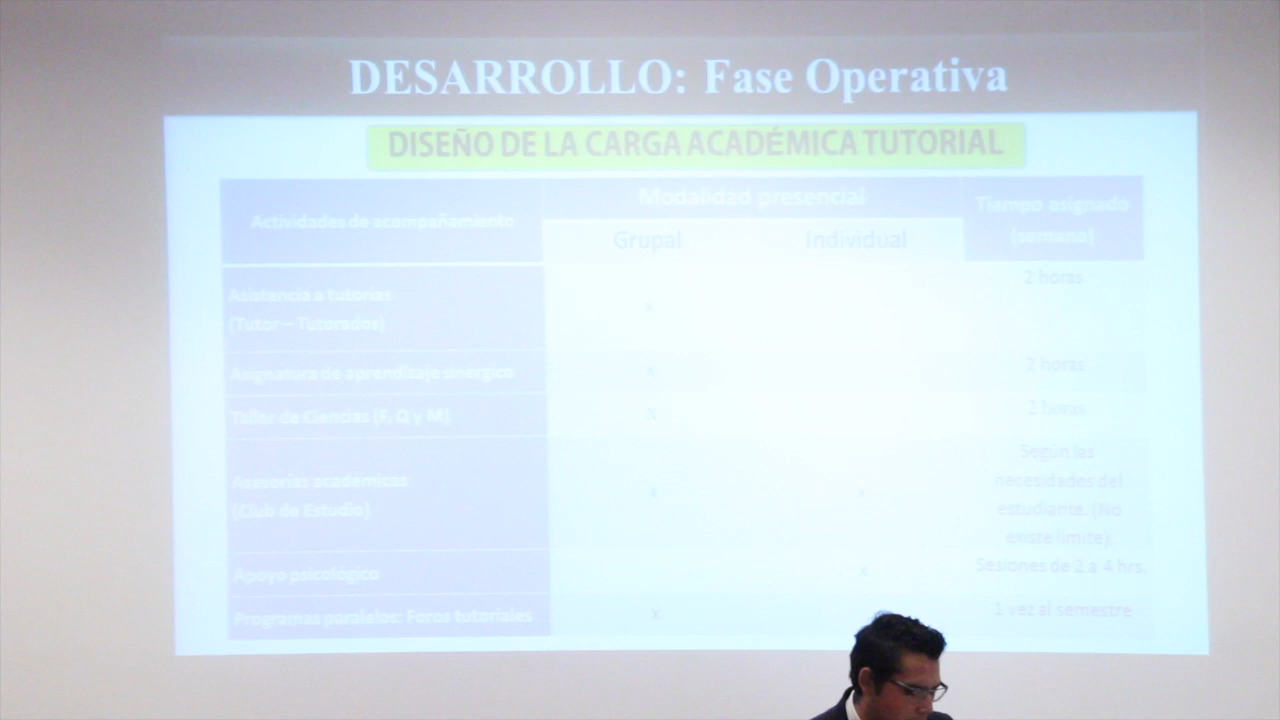 DESARROLLO: Fase Operativa
DISEÑO DE LA CARGA ACADÉMICA TUTORIAL
Actividades de acompañamiento
Modalidad presencial
Tiempo asignado
(semana)
Grupal
Individual
Asistencia a tutorías
(Tutor – Tutorados)
x
2 horas
Asignatura de aprendizaje sinérgico
x
2 horas
Taller de Ciencias (F, Q y M)
X
2 horas
Asesorías académicas
(Club de Estudio)
x
x
Según las
necesidades del
estudiante. (No
existe límite).
Apoyo psicológico
x
Sesiones de 2 a 4 hrs.
Programas paralelos: Foros tutoriales
x
1 vez al semestre